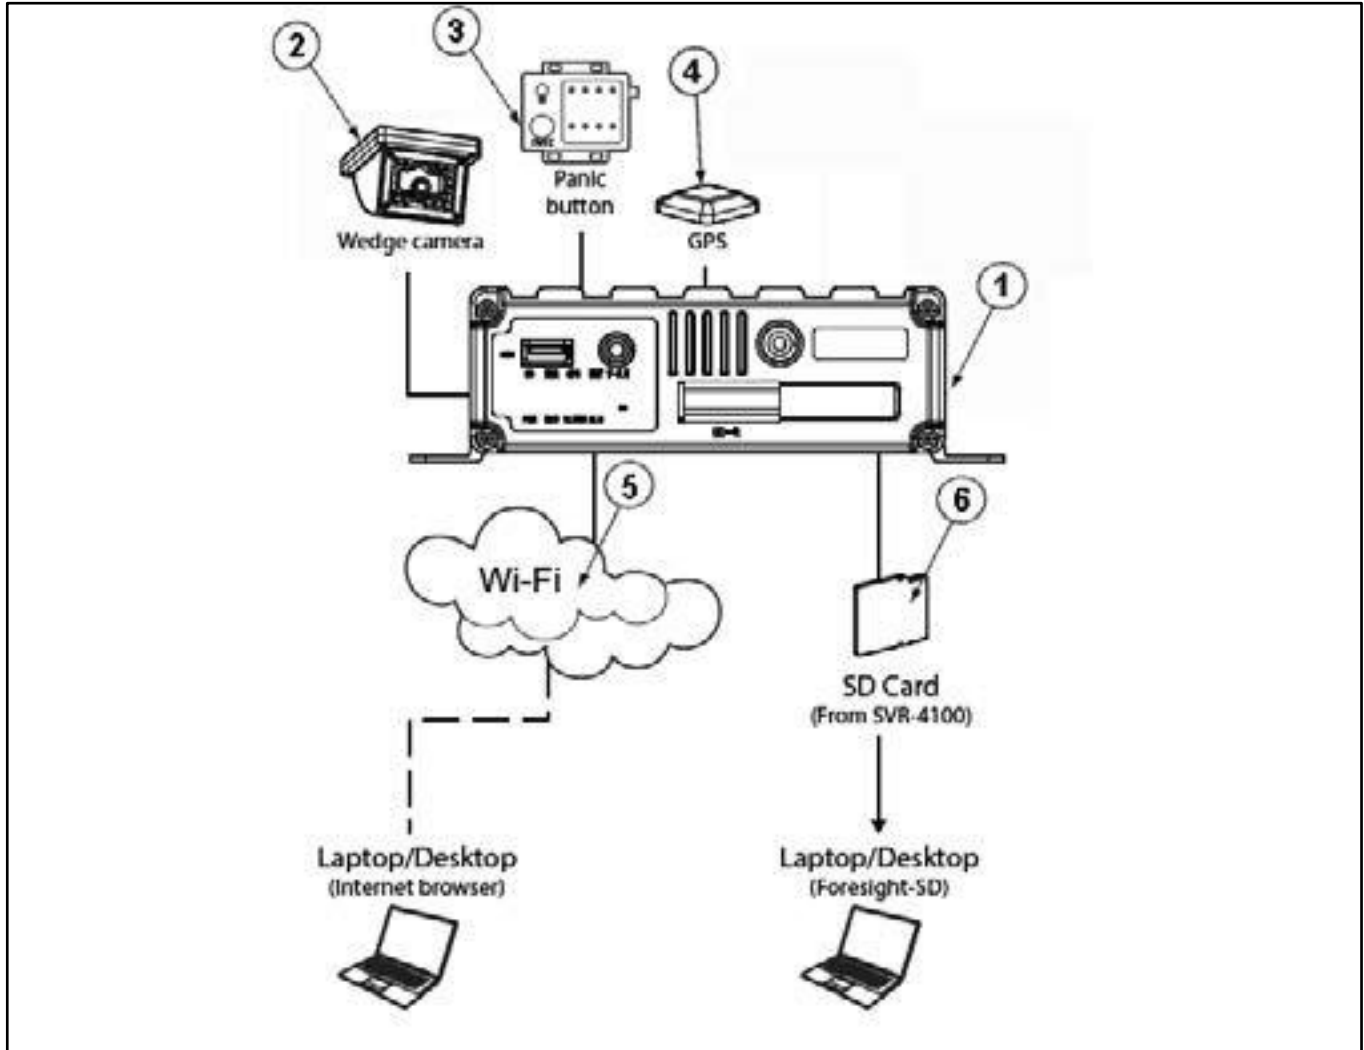 2
3
4
Panic
button
Wedge camera
GPS
1
5
6
Wi-Fi
SD Card
(From SVR-4100)
Laptop/Desktop
(Internet browser)
Laptop/Desktop
(Foresight-SD)